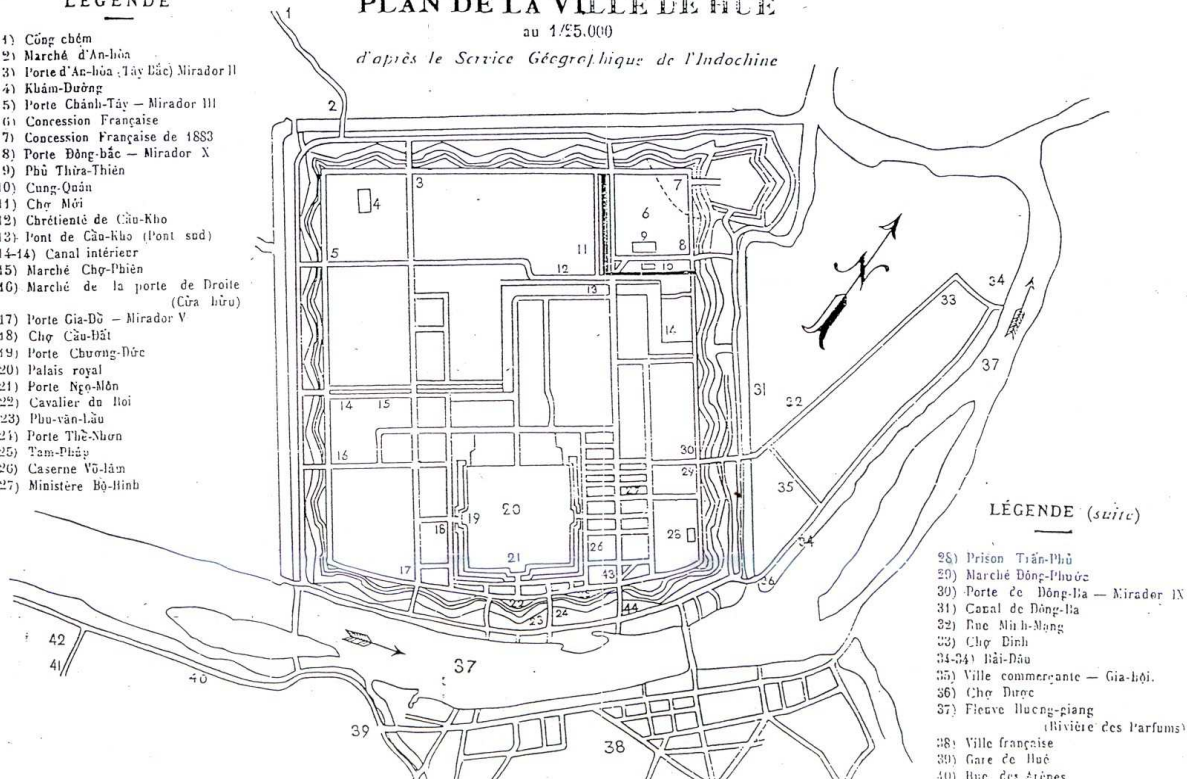 LÉGENDE
PLAN DE LA VILLE DE HUÉ
au 1/25.000
d'après le Service Géographique de l'Indochine
1) Cống chém
2) Marché d'An-hòa
3) Porte d'An-hòa (Tây Bắc) Mirador II
4) Khâm-Đường
5) Porte Chánh-Tây — Mirador III
6) Concession Française
7) Concession Française de 1883
8) Porte Đông-bắc — Mirador X
9) Phủ Thừa-Thiên
10) Cung-Quán
11) Chợ Mới
12) Chrétienté de Cầu-Kho
13) Pont de Cầu-Kho (Pont sud)
14-14) Canal intérieur
15) Marché Chợ-Phiên
16) Marché de la porte de Droite
(Cửa hữu)
17) Porte Gia-Dũ — Mirador V
18) Chợ Cầu-Đất
19) Porte Chương-Đức
20) Palais royal
21) Porte Ngọ-Môn
22) Cavalier du Roi
23) Phu-văn-Lâu
24) Porte Thề-Nhơn
25) Tam-Pháp
26) Caserne Võ-lâm
27) Ministère Bộ-Hinh
LÉGENDE (suite)
28) Prison Trấn-Phủ
29) Marché Đông-Phước
30) Porte de Đông-Ba — Mirador IX
31) Canal de Đông-Ba
32) Rue Minh-Mạng
33) Chợ Dinh
34-34) Bãi-Dâu
35) Ville commerçante — Gia-hội.
36) Chợ Được
37) Fleuve Huong-giang
(Rivière des Parfums)
38) Ville française
39) Gare de Hué
40) Rue des Arènes
1
2
3
4
7
6
9
8
5
11
12
10
13
14
31
32
33
34
37
14
15
16
30
29
35
27
20
19
18
28
26
21
17
43
34
36
22
23
24
44
42
41
40
37
39
38